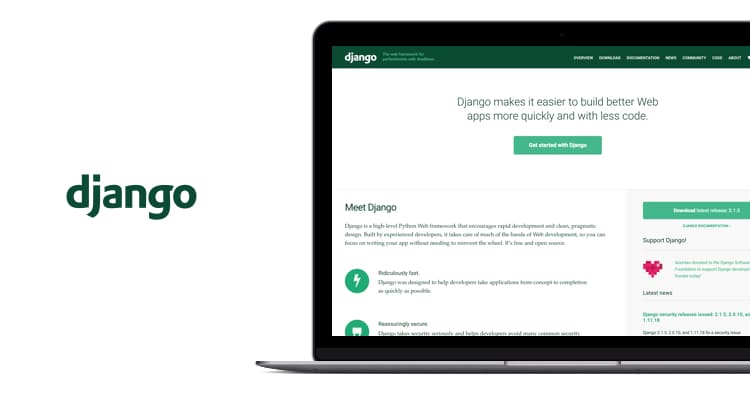 django
django
The web framework for
perfectionists with deadlines.
OVERVIEW DOWNLOAD DOCUMENTATION NEWS COMMUNITY CODE ABOUT
Django makes it easier to build better Web
apps more quickly and with less code.
Get started with Django
Meet Django
Django is a high-level Python Web framework that encourages rapid development and clean, pragmatic
design. Built by experienced developers, it takes care of much of the hassle of Web development, so you can
focus on writing your app without needing to reinvent the wheel. It's free and open source.
Ridiculously fast.
Django was designed to help developers take applications from concept to completion
as quickly as possible.
Reassuringly secure.
Django takes security seriously and helps developers avoid many common security
Download latest release: 2.1.5
DJANGO DOCUMENTATION ›
Support Django!
donated to the Django Software
Foundation to support Django
Donate today!
Latest news
Django security releases issued: 2.1.5, 2.0.10, and
1.11.18
Django 2.1.5, 2.0.10, and 1.11.18 fix a security issue